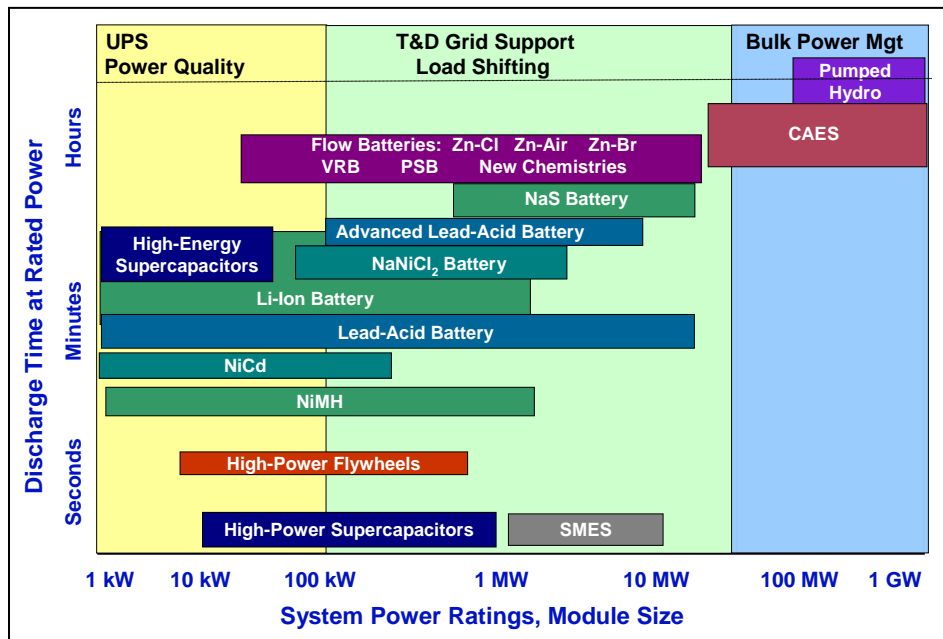 UPS
Power Quality
T&D Grid Support
Load Shifting
Bulk Power Mgt
Pumped
Hydro
CAES
Flow Batteries: Zn-Cl Zn-Air Zn-Br
VRB PSB New Chemistries
NaS Battery
Advanced Lead-Acid Battery
High-Energy
Supercapacitors
NaNiCl₂ Battery
Li-Ion Battery
Lead-Acid Battery
NiCd
NiMH
High-Power Flywheels
High-Power Supercapacitors
SMES
Discharge Time at Rated Power
Hours
Minutes
Seconds
1 kW 10 kW 100 kW 1 MW 10 MW 100 MW 1 GW
System Power Ratings, Module Size